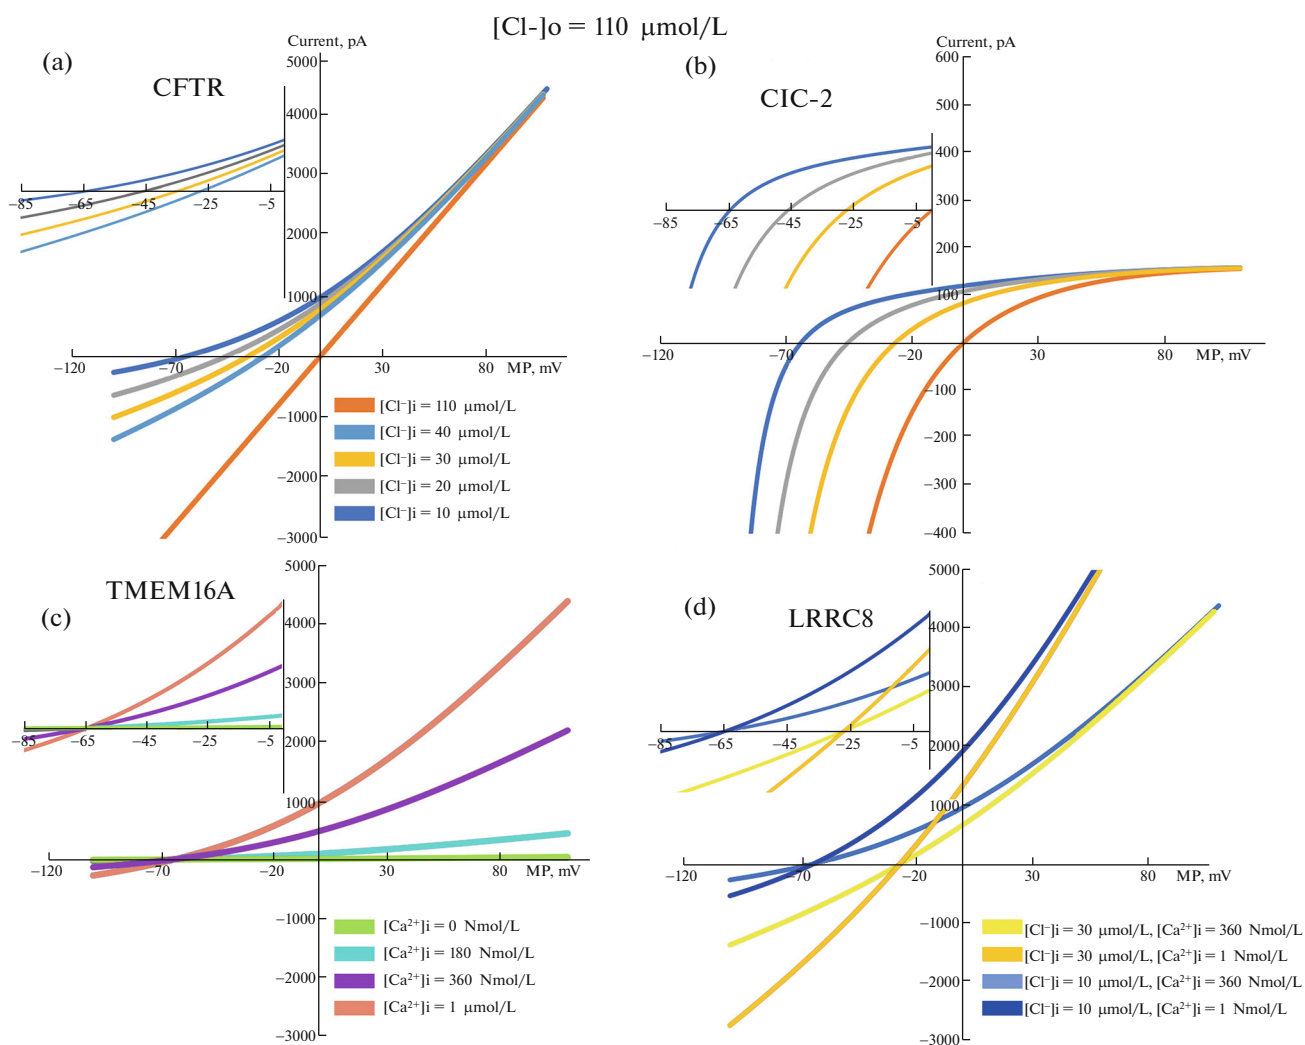 [Cl-]o = 110 µmol/L
(a)
CFTR
Current, pA
5000
4000
3000
2000
1000
−1000
−2000
−3000
−85
−65
−45
−25
−5
−120
−70
−20
30
80
MP, mV
[Cl⁻]i = 110 µmol/L
[Cl⁻]i = 40 µmol/L
[Cl⁻]i = 30 µmol/L
[Cl⁻]i = 20 µmol/L
[Cl⁻]i = 10 µmol/L
(b)
ClC-2
Current, pA
600
500
400
300
200
100
−100
−200
−300
−400
−85
−65
−45
−25
−5
−120
−70
−20
30
80
MP, mV
(c)
TMEM16A
5000
4000
3000
2000
1000
−1000
−2000
−3000
−85
−65
−45
−25
−5
−120
−70
−20
30
80
MP, mV
[Ca²⁺]i = 0 Nmol/L
[Ca²⁺]i = 180 Nmol/L
[Ca²⁺]i = 360 Nmol/L
[Ca²⁺]i = 1 µmol/L
(d)
LRRC8
5000
4000
3000
2000
1000
−1000
−2000
−3000
−85
−65
−45
−25
−5
−120
−70
−20
30
80
MP, mV
[Cl⁻]i = 30 µmol/L, [Ca²⁺]i = 360 Nmol/L
[Cl⁻]i = 30 µmol/L, [Ca²⁺]i = 1 Nmol/L
[Cl⁻]i = 10 µmol/L, [Ca²⁺]i = 360 Nmol/L
[Cl⁻]i = 10 µmol/L, [Ca²⁺]i = 1 Nmol/L